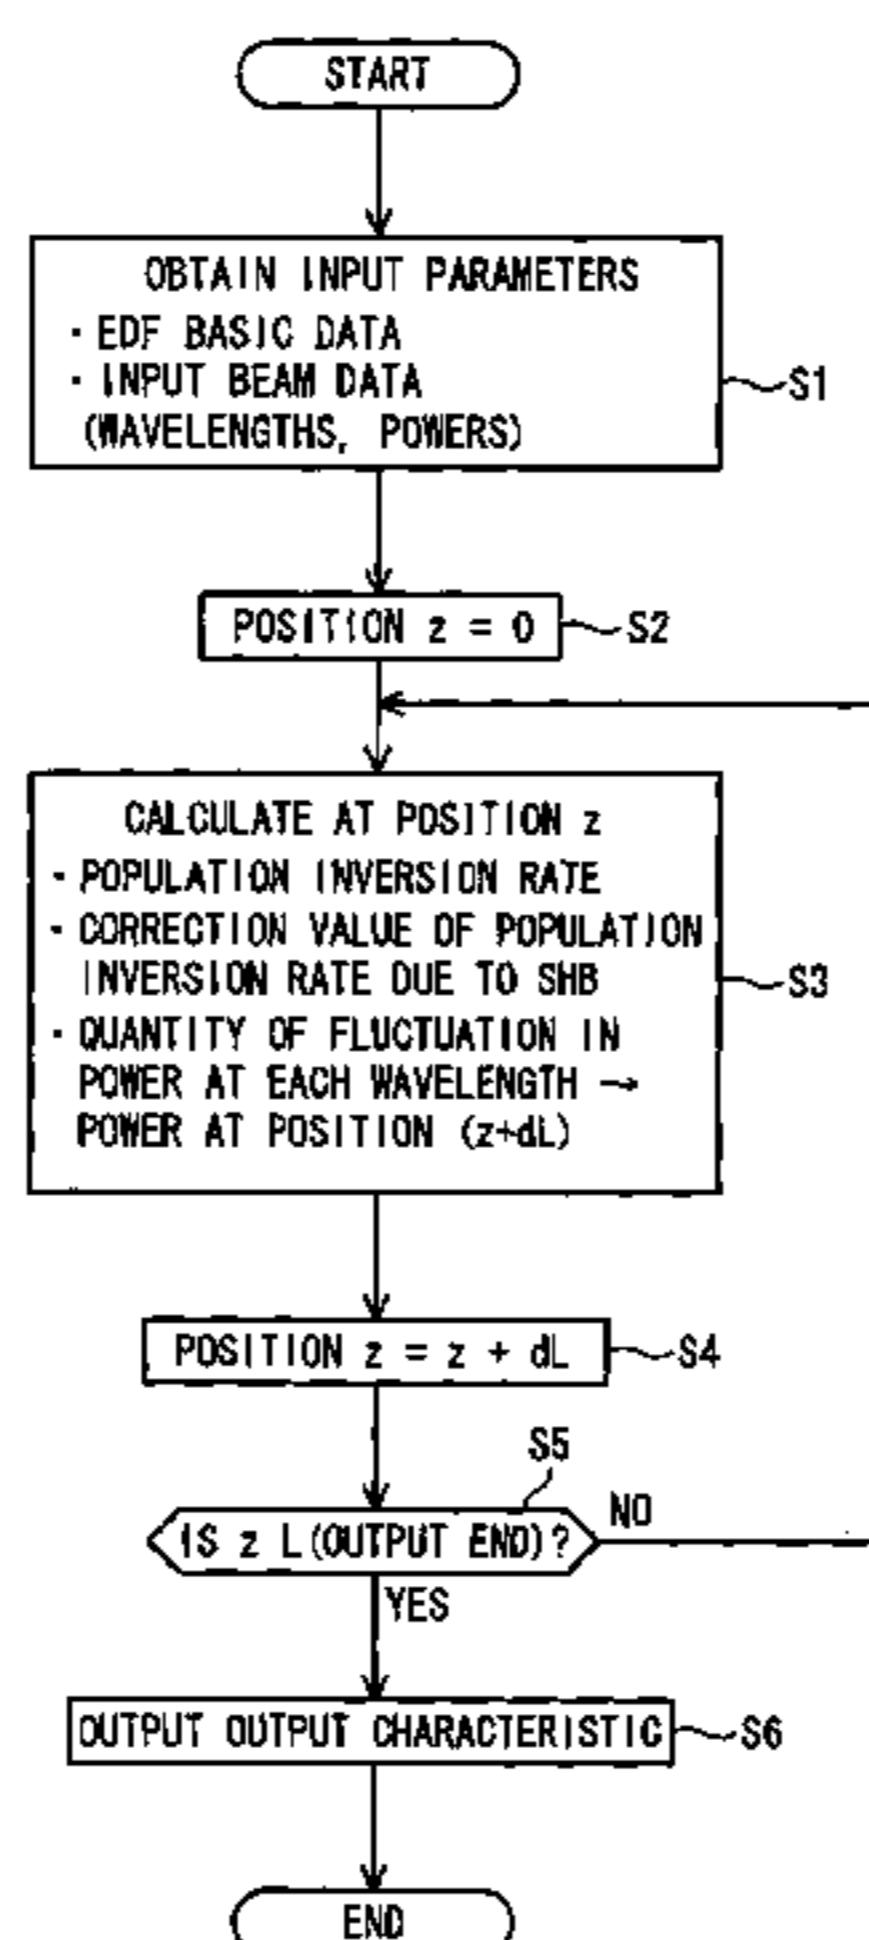 START
OBTAIN INPUT PARAMETERS
・EDF BASIC DATA
・INPUT BEAM DATA
(WAVELENGTHS, POWERS)
S1
POSITION z = 0
S2
CALCULATE AT POSITION z
・POPULATION INVERSION RATE
・CORRECTION VALUE OF POPULATION
INVERSION RATE DUE TO SHB
・QUANTITY OF FLUCTUATION IN
POWER AT EACH WAVELENGTH →
POWER AT POSITION (z+dL)
S3
POSITION z = z + dL
S4
S5
IS z L(OUTPUT END)?
NO
YES
OUTPUT OUTPUT CHARACTERISTIC
S6
END